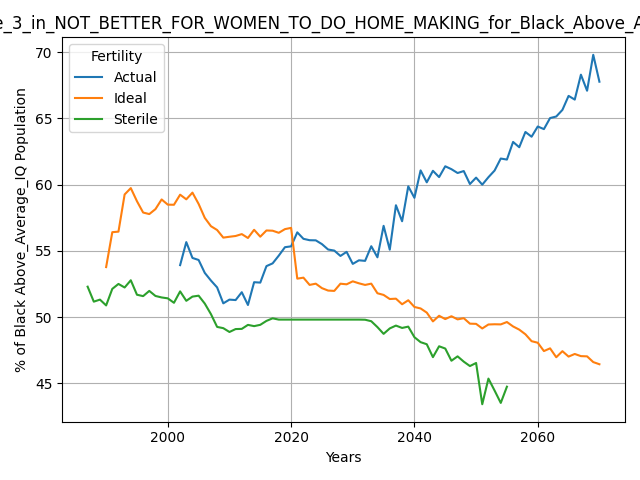 e_3_in_NOT_BETTER_FOR_WOMEN_TO_DO_HOME_MAKING_for_Black_Above_A
Fertility
Actual
Ideal
Sterile
% of Black Above_Average_IQ Population
70
65
60
55
50
45
2000
2020
2040
2060
Years